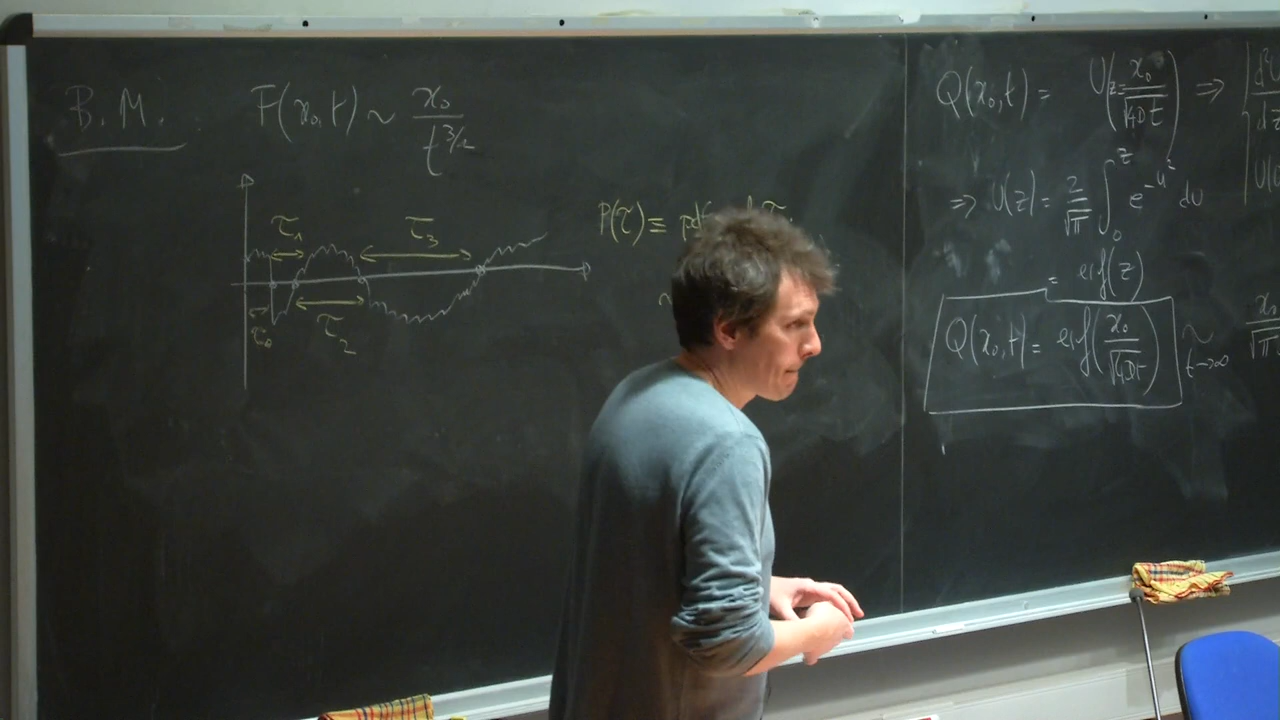 B.M. F(x₀,t) ~ x₀/t^{3/2}
τ₁ τ₃
τ₀ τ₂
P(τ) ≡ pdf
Q(x₀,t) = U(z=x₀/√4Dt) ⇒
⇒ U(z) = 2/√π ∫₀^z e^{-u²} du
= erf(z)
Q(x₀,t) = erf(x₀/√4Dt) ~ t→∞